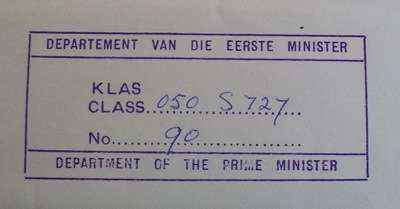 DEPARTEMENT VAN DIE EERSTE MINISTER
KLAS
CLASS...050 S 727...
No...90...
DEPARTMENT OF THE PRIME MINISTER